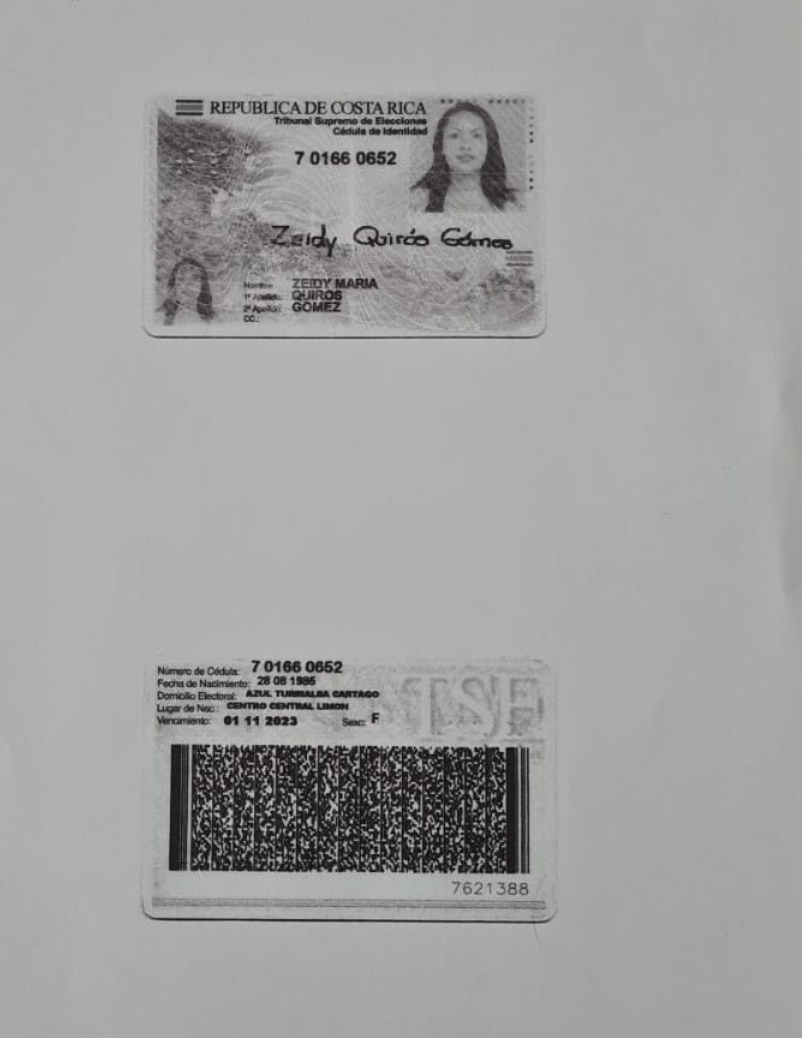 REPUBLICA DE COSTA RICA
Tribunal Supremo de Elecciones
Cédula de Identidad
7 0166 0652
Zeidy Quirós Gómez
Nombre: ZEIDY MARIA
1° Apellido: QUIROS
2° Apellido: GOMEZ
CC.:
Número de Cédula: 7 0166 0652
Fecha de Nacimiento: 28 08 1986
Domicilio Electoral: AZUL TURRIALBA CARTAGO
Lugar de Nac.: CENTRO CENTRAL LIMON
Vencimiento: 01 11 2023 Sexo: F
TSE
7621388